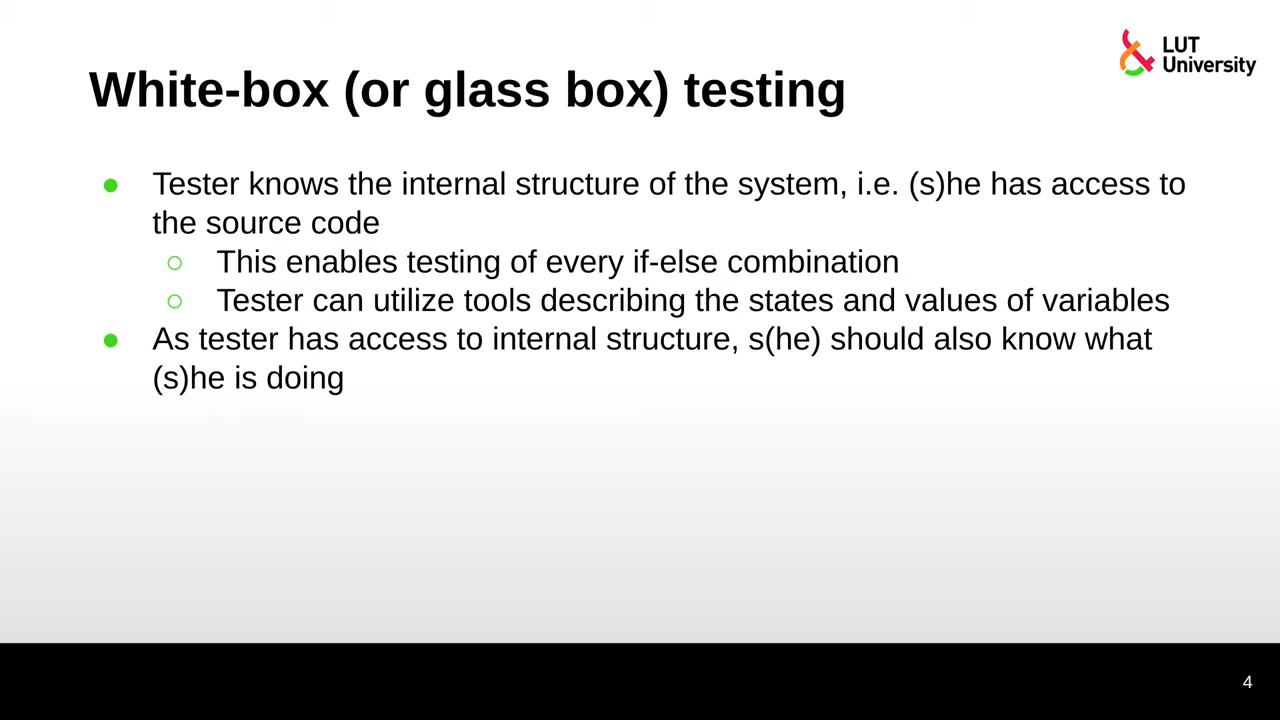 LUT
University
White-box (or glass box) testing
● Tester knows the internal structure of the system, i.e. (s)he has access to
the source code
○ This enables testing of every if-else combination
○ Tester can utilize tools describing the states and values of variables
● As tester has access to internal structure, s(he) should also know what
(s)he is doing
4